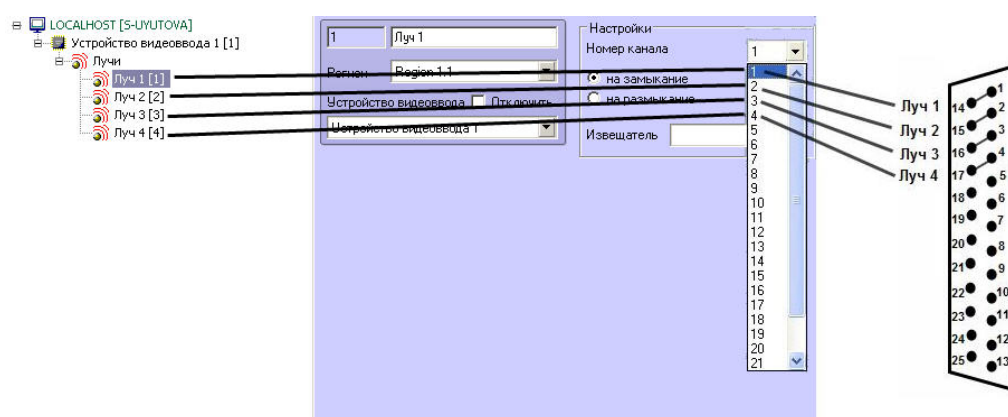 LOCALHOST [S-UYUTOVA]
Устройство видеоввода 1 [1]
Лучи
Луч 1 [1]
Луч 2 [2]
Луч 3 [3]
Луч 4 [4]
1 Луч 1
Регион Region 1.1
Устройство видеоввода Отключить
Устройство видеоввода 1
Настройки
Номер канала 1
на замыкание
на размыкание
Извещатель
1
2
3
4
5
6
7
8
9
10
11
12
13
14
15
16
17
18
19
20
21
Луч 1
Луч 2
Луч 3
Луч 4
1
14
2
15
3
16
4
17
5
18
6
19
7
20
8
21
9
22
10
23
11
24
12
25
13